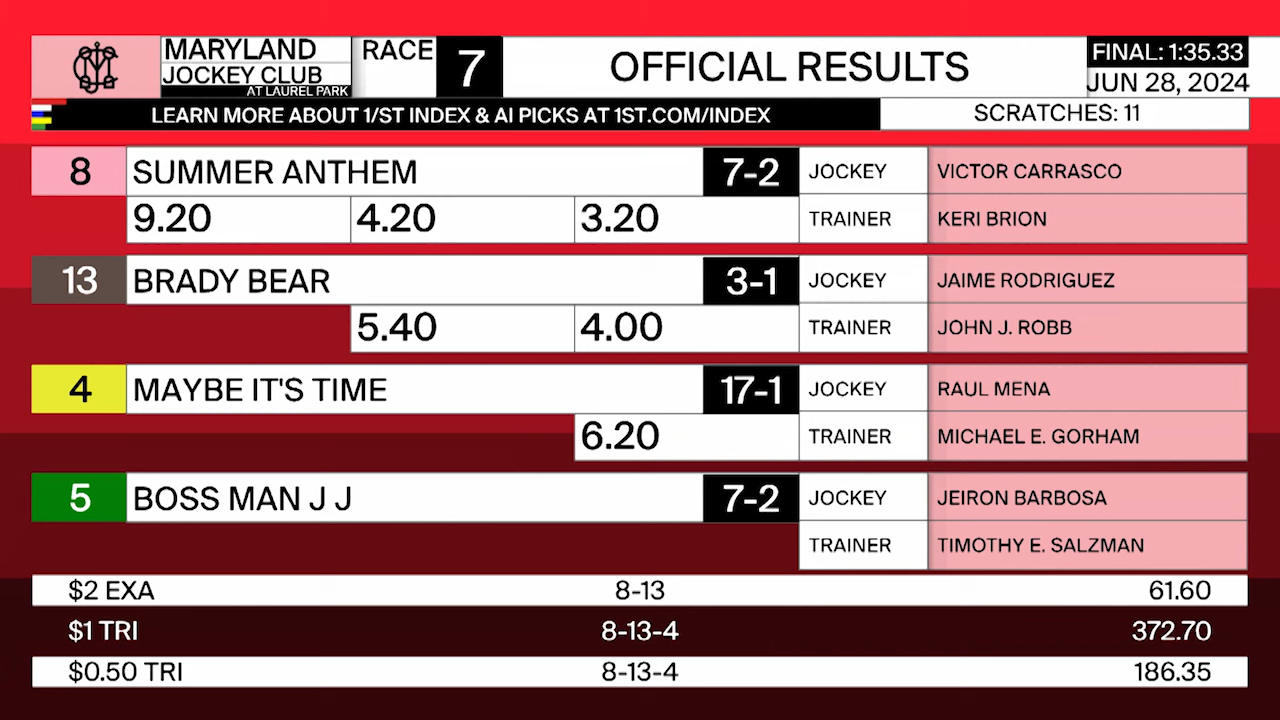 MARYLAND
JOCKEY CLUB
AT LAUREL PARK
RACE 7
OFFICIAL RESULTS
FINAL: 1:35.33
JUN 28, 2024
LEARN MORE ABOUT 1/ST INDEX & AI PICKS AT 1ST.COM/INDEX
SCRATCHES: 11
8 SUMMER ANTHEM 7-2 JOCKEY VICTOR CARRASCO
9.20 4.20 3.20 TRAINER KERI BRION
13 BRADY BEAR 3-1 JOCKEY JAIME RODRIGUEZ
5.40 4.00 TRAINER JOHN J. ROBB
4 MAYBE IT'S TIME 17-1 JOCKEY RAUL MENA
6.20 TRAINER MICHAEL E. GORHAM
5 BOSS MAN J J 7-2 JOCKEY JEIRON BARBOSA
TRAINER TIMOTHY E. SALZMAN
$2 EXA 8-13 61.60
$1 TRI 8-13-4 372.70
$0.50 TRI 8-13-4 186.35